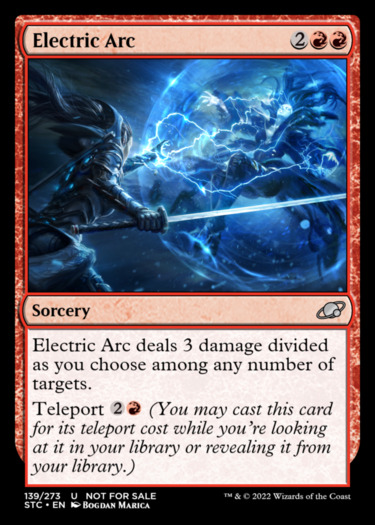 Electric Arc 2
Sorcery
Electric Arc deals 3 damage divided
as you choose among any number of
targets.
Teleport 2 (You may cast this card
for its teleport cost while you're looking
at it in your library or revealing it from
your library.)
139/273 U NOT FOR SALE
STC • EN Bogdan Marica
™ & © 2022 Wizards of the Coast